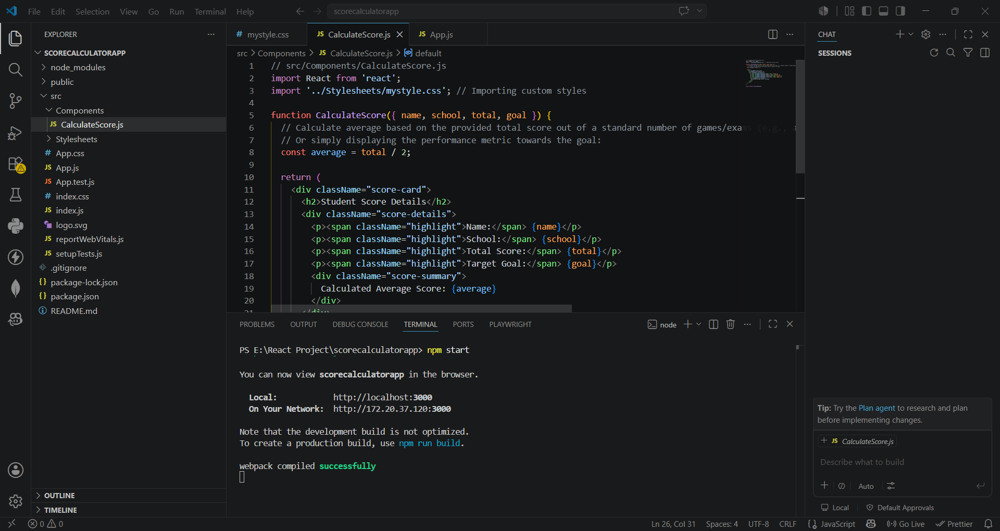 File Edit Selection View Go Run Terminal Help
scorecalculatorapp
EXPLORER
SCORECALCULATORAPP
node_modules
public
src
Components
JS CalculateScore.js
Stylesheets
# App.css
JS App.js
JS App.test.js
# index.css
JS index.js
logo.svg
JS reportWebVitals.js
JS setupTests.js
.gitignore
{} package-lock.json
{} package.json
README.md
OUTLINE
TIMELINE
# mystyle.css JS CalculateScore.js JS App.js
src > Components > JS CalculateScore.js > default
1 // src/Components/CalculateScore.js
2 import React from 'react';
3 import '../Stylesheets/mystyle.css'; // Importing custom styles
4
5 function CalculateScore({ name, school, total, goal }) {
6 // Calculate average based on the provided total score out of a standard number of games/exams (e.g., a
7 // Or simply displaying the performance metric towards the goal:
8 const average = total / 2;
9
10 return (
11 <div className="score-card">
12 <h2>Student Score Details</h2>
13 <div className="score-details">
14 <p><span className="highlight">Name:</span> {name}</p>
15 <p><span className="highlight">School:</span> {school}</p>
16 <p><span className="highlight">Total Score:</span> {total}</p>
17 <p><span className="highlight">Target Goal:</span> {goal}</p>
18 <div className="score-summary">
19 Calculated Average Score: {average}
20 </div>
21 </div>
PROBLEMS OUTPUT DEBUG CONSOLE TERMINAL PORTS PLAYWRIGHT
node
PS E:\React Project\scorecalculatorapp> npm start
You can now view scorecalculatorapp in the browser.
Local: http://localhost:3000
On Your Network: http://172.20.37.120:3000
Note that the development build is not optimized.
To create a production build, use npm run build.
webpack compiled successfully
CHAT
SESSIONS
Tip: Try the Plan agent to research and plan
before implementing changes.
JS CalculateScore.js
Describe what to build
Auto
Local Default Approvals
0 0
Ln 26, Col 31 Spaces: 4 UTF-8 CRLF {} JavaScript Go Live Prettier